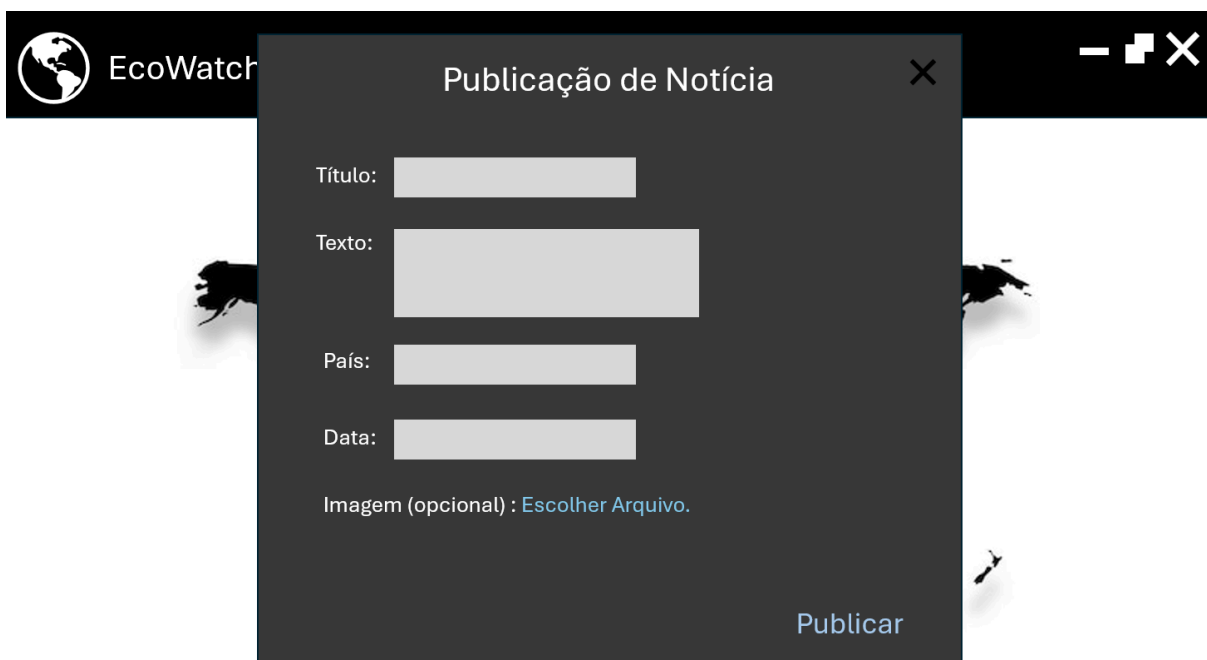 EcoWatch
Publicação de Notícia
Título:
Texto:
País:
Data:
Imagem (opcional) : Escolher Arquivo.
Publicar